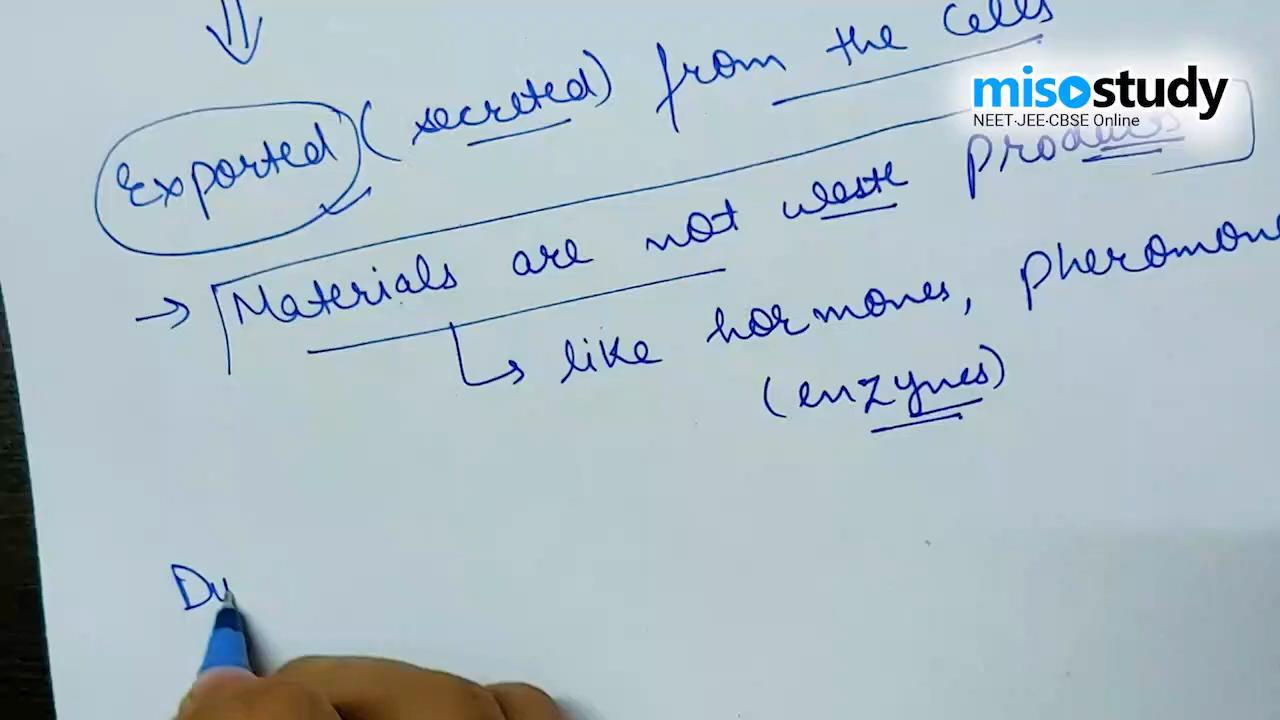 Exported (secreted) from the cells
misostudy
NEET·JEE·CBSE Online
→ Materials are not waste products
↳ like hormones, pheromone
(enzymes)
Du